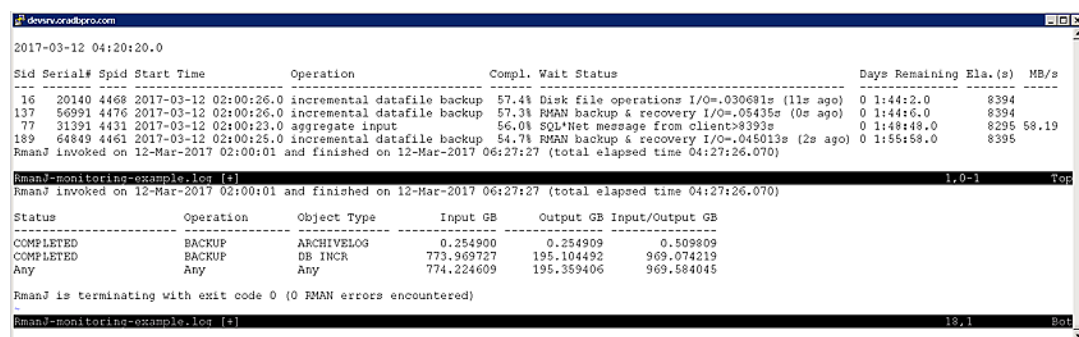 devsrv.oradbpro.com
2017-03-12 04:20:20.0
Sid Serial# Spid Start Time Operation Compl. Wait Status Days Remaining Ela.(s) MB/s
--- ------- ---- --------------------- --------------------------- ------ ------------------------------------------------ -------------- ------- -----
16 20140 4468 2017-03-12 02:00:26.0 incremental datafile backup 57.4% Disk file operations I/O=.030681s (11s ago) 0 1:44:2.0 8394
137 56991 4476 2017-03-12 02:00:26.0 incremental datafile backup 57.3% RMAN backup & recovery I/O=.05435s (0s ago) 0 1:44:6.0 8394
77 31391 4431 2017-03-12 02:00:23.0 aggregate input 56.0% SQL*Net message from client>8393s 0 1:48:48.0 8295 58.19
189 64849 4461 2017-03-12 02:00:25.0 incremental datafile backup 54.7% RMAN backup & recovery I/O=.045013s (2s ago) 0 1:55:58.0 8395
RmanJ invoked on 12-Mar-2017 02:00:01 and finished on 12-Mar-2017 06:27:27 (total elapsed time 04:27:26.070)
RmanJ-monitoring-example.log [+] 1,0-1 Top
RmanJ invoked on 12-Mar-2017 02:00:01 and finished on 12-Mar-2017 06:27:27 (total elapsed time 04:27:26.070)
Status Operation Object Type Input GB Output GB Input/Output GB
----------------------- --------------- ------------- -------------- -------------- ---------------
COMPLETED BACKUP ARCHIVELOG 0.254900 0.254909 0.509809
COMPLETED BACKUP DB INCR 773.969727 195.104492 969.074219
Any Any Any 774.224609 195.359406 969.584045
RmanJ is terminating with exit code 0 (0 RMAN errors encountered)
~
RmanJ-monitoring-example.log [+] 18,1 Bot